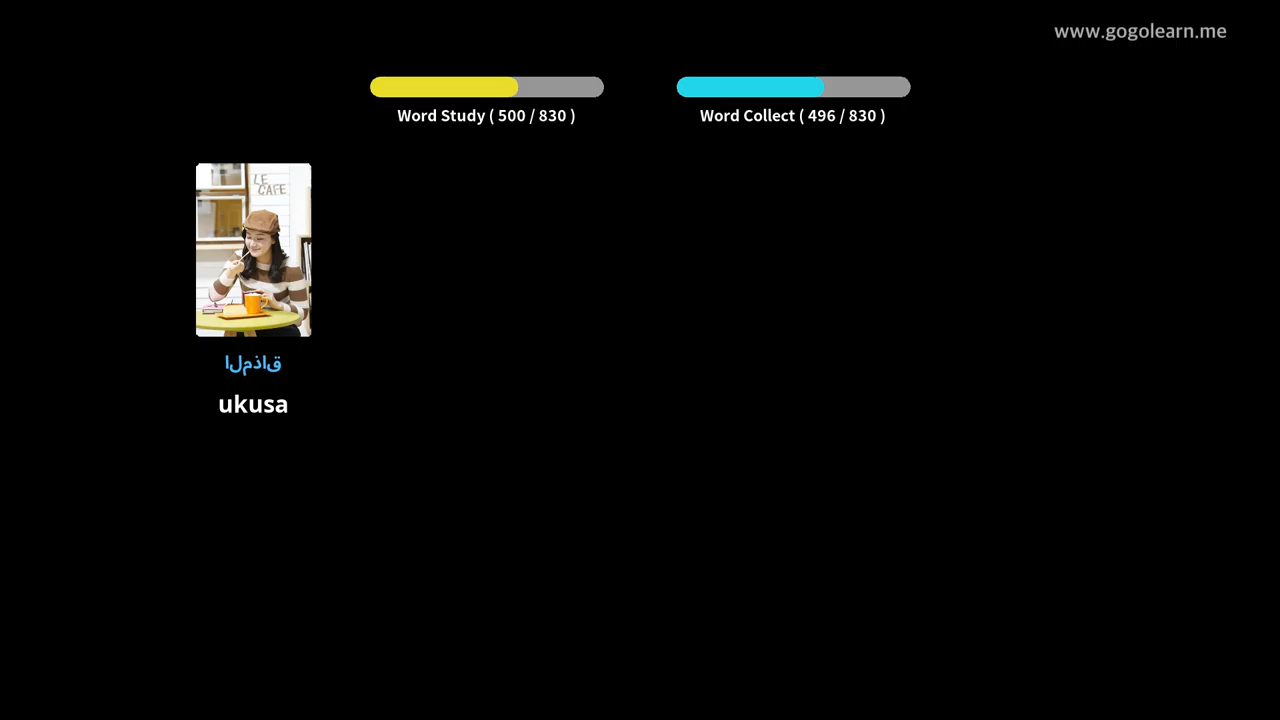 www.gogolearn.me
Word Study ( 500 / 830 )
Word Collect ( 496 / 830 )
LE
CAFE
المذاق
ukusa